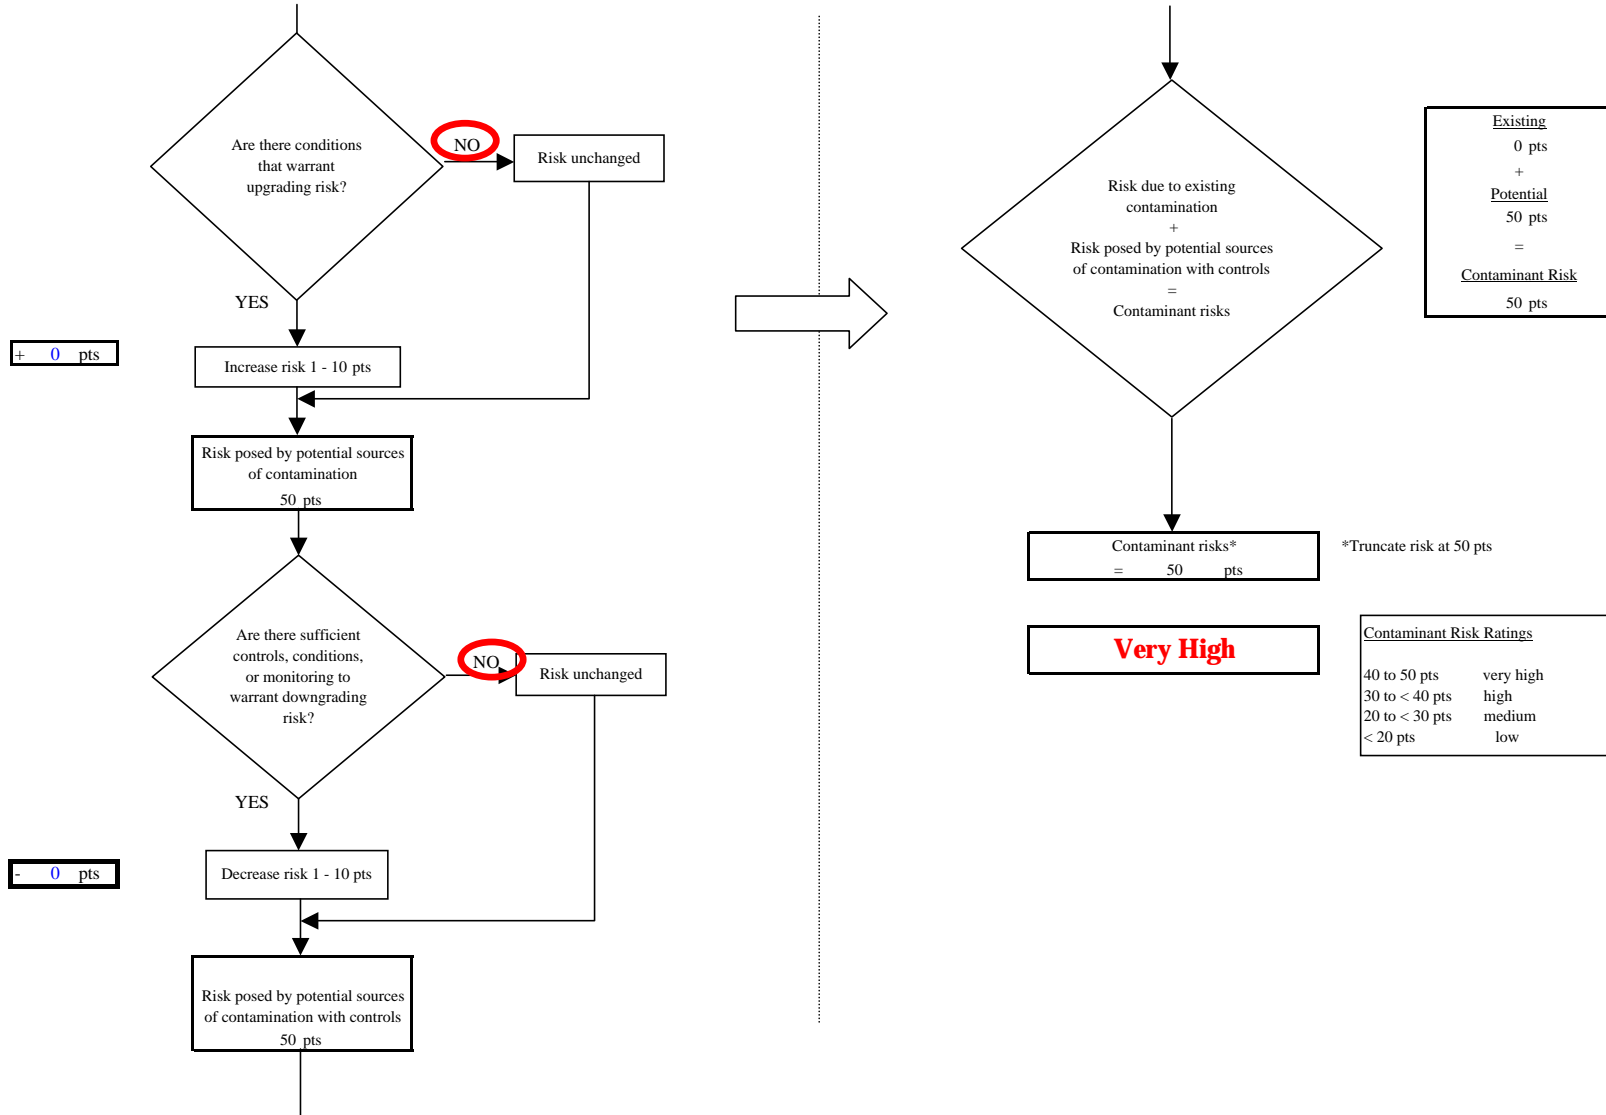 Are there conditions
that warrant
upgrading risk?
NO
Risk unchanged
YES
+ 0 pts
Increase risk 1 - 10 pts
Risk posed by potential sources
of contamination
50 pts
Are there sufficient
controls, conditions,
or monitoring to
warrant downgrading
risk?
NO
Risk unchanged
YES
- 0 pts
Decrease risk 1 - 10 pts
Risk posed by potential sources
of contamination with controls
50 pts
Risk due to existing
contamination
+
Risk posed by potential sources
of contamination with controls
=
Contaminant risks
Existing
0 pts
+
Potential
50 pts
=
Contaminant Risk
50 pts
Contaminant risks*
= 50 pts
*Truncate risk at 50 pts
Very High
Contaminant Risk Ratings
40 to 50 pts very high
30 to < 40 pts high
20 to < 30 pts medium
< 20 pts low